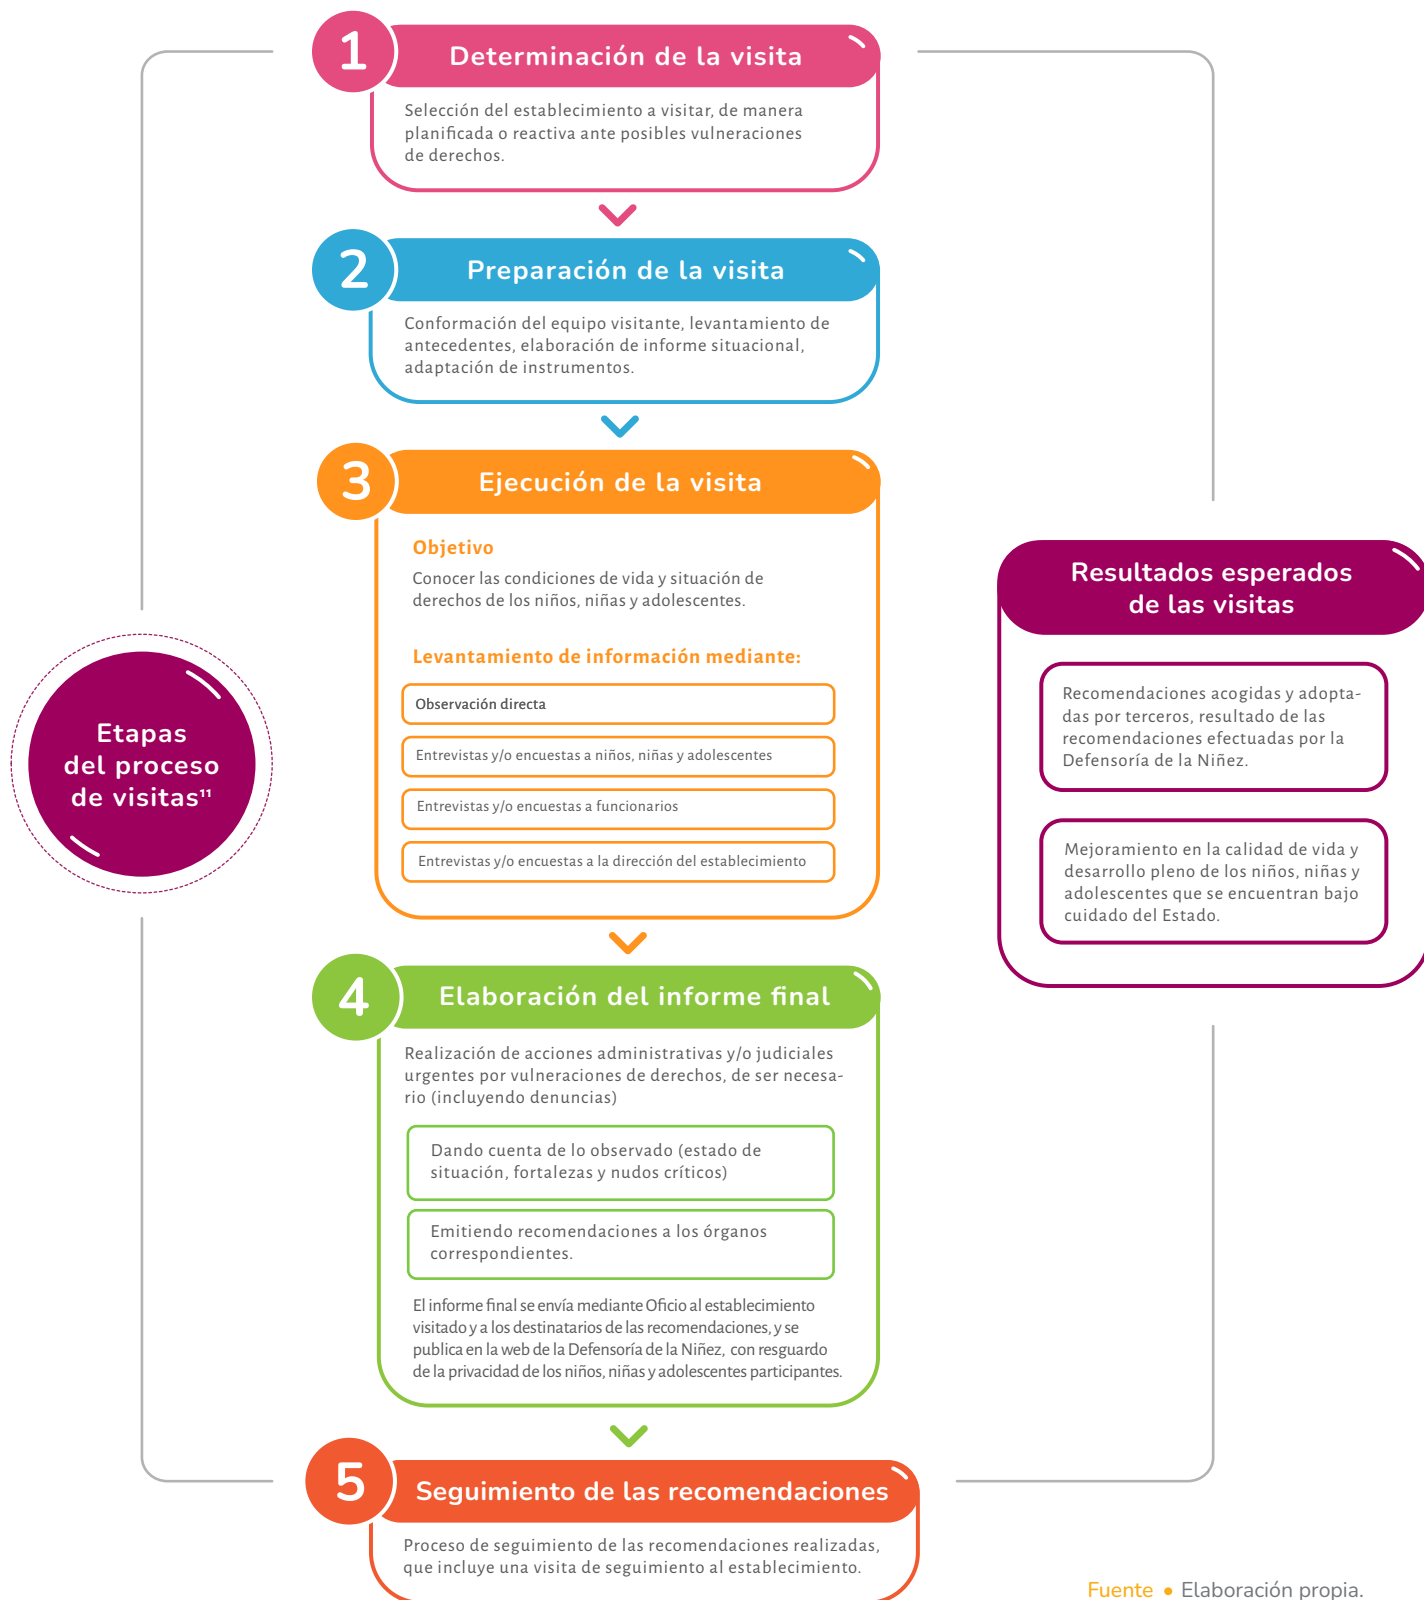 1
Determinación de la visita
Selección del establecimiento a visitar, de manera
planificada o reactiva ante posibles vulneraciones
de derechos.
2
Preparación de la visita
Conformación del equipo visitante, levantamiento de
antecedentes, elaboración de informe situacional,
adaptación de instrumentos.
3
Ejecución de la visita
Objetivo
Conocer las condiciones de vida y situación de
derechos de los niños, niñas y adolescentes.
Levantamiento de información mediante:
Observación directa
Entrevistas y/o encuestas a niños, niñas y adolescentes
Entrevistas y/o encuestas a funcionarios
Entrevistas y/o encuestas a la dirección del establecimiento
Etapas
del proceso
de visitas¹¹
4
Elaboración del informe final
Realización de acciones administrativas y/o judiciales
urgentes por vulneraciones de derechos, de ser necesa-
rio (incluyendo denuncias)
Dando cuenta de lo observado (estado de
situación, fortalezas y nudos críticos)
Emitiendo recomendaciones a los órganos
correspondientes.
El informe final se envía mediante Oficio al establecimiento
visitado y a los destinatarios de las recomendaciones, y se
publica en la web de la Defensoría de la Niñez, con resguardo
de la privacidad de los niños, niñas y adolescentes participantes.
5
Seguimiento de las recomendaciones
Proceso de seguimiento de las recomendaciones realizadas,
que incluye una visita de seguimiento al establecimiento.
Resultados esperados
de las visitas
Recomendaciones acogidas y adopta-
das por terceros, resultado de las
recomendaciones efectuadas por la
Defensoría de la Niñez.
Mejoramiento en la calidad de vida y
desarrollo pleno de los niños, niñas y
adolescentes que se encuentran bajo
cuidado del Estado.
Fuente • Elaboración propia.